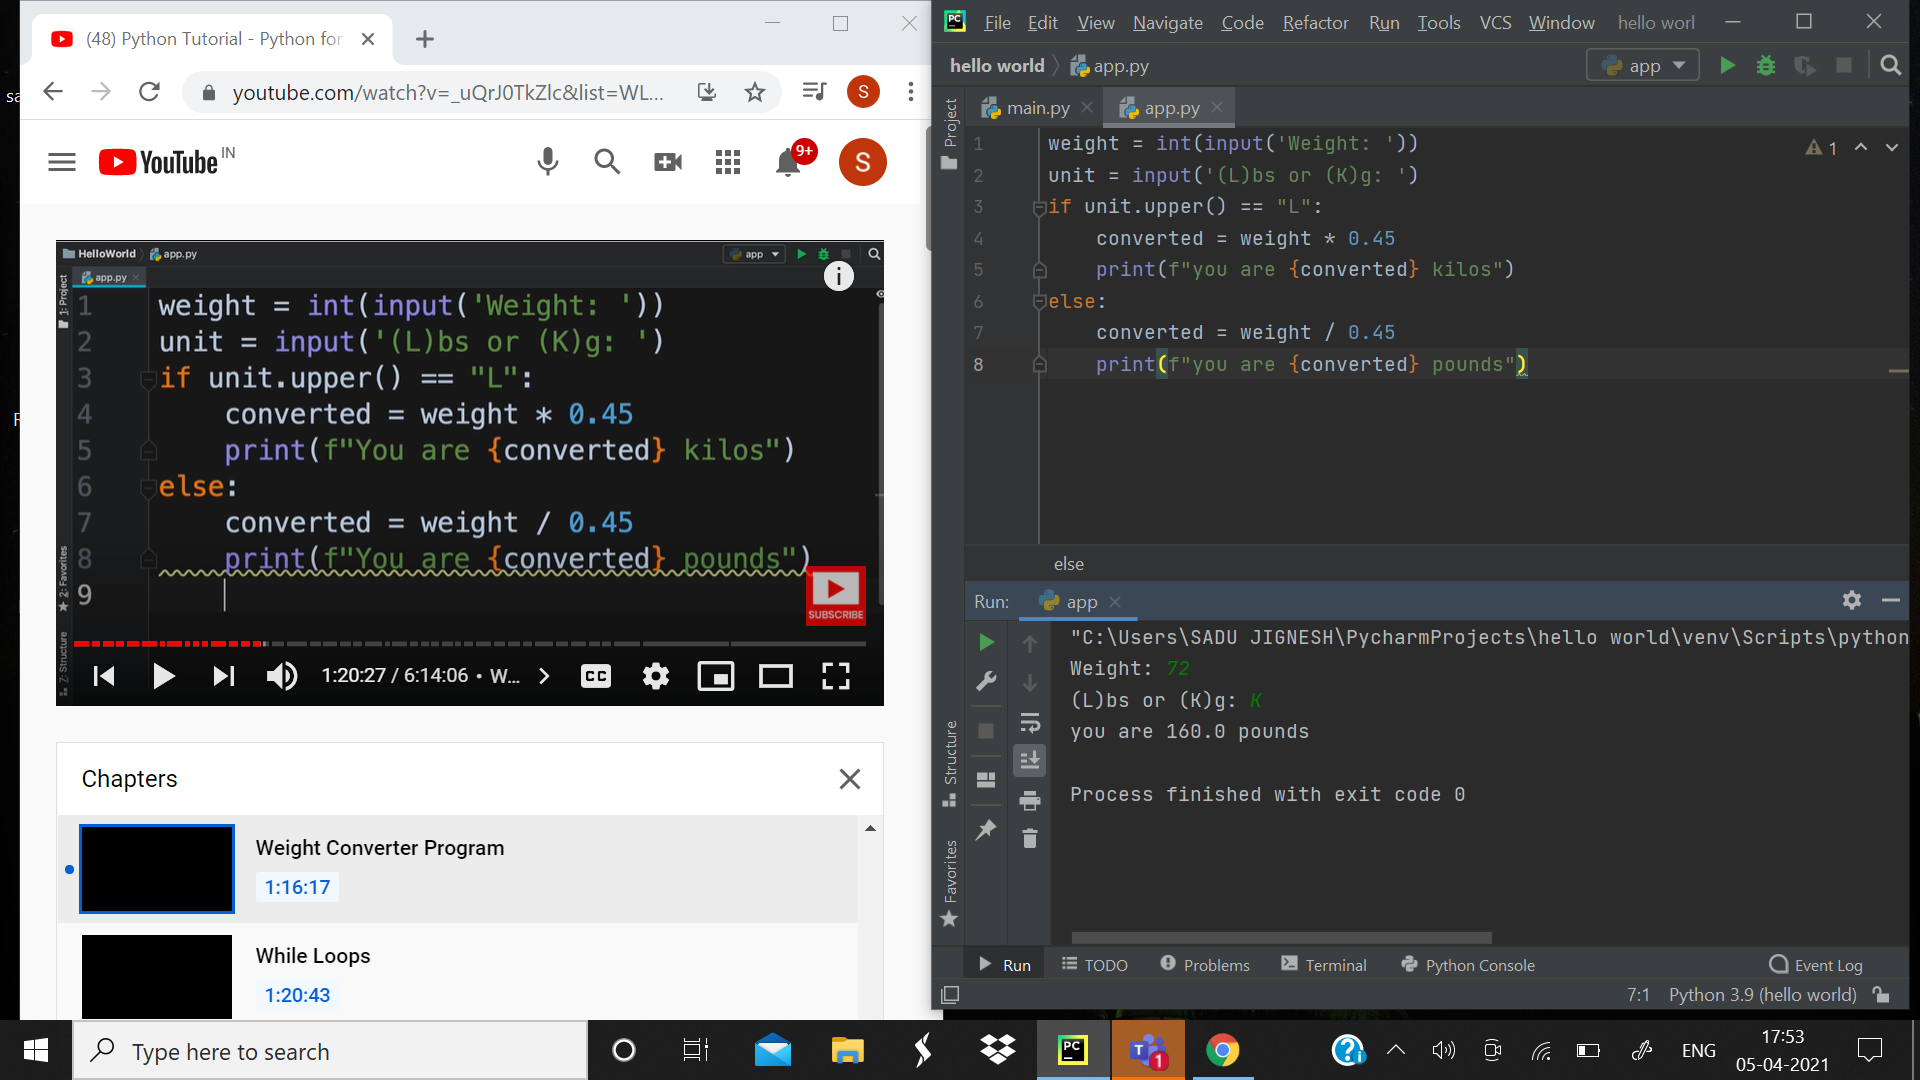 (48) Python Tutorial - Python for
youtube.com/watch?v=_uQrJ0TkZlc&list=WL...
S
YouTube IN
9+
S
HelloWorld app.py
app
app.py
1: Project
1 weight = int(input('Weight: '))
2 unit = input('(L)bs or (K)g: ')
3 if unit.upper() == "L":
4 converted = weight * 0.45
5 print(f"You are {converted} kilos")
6 else:
7 converted = weight / 0.45
8 print(f"You are {converted} pounds")
9
2: Favorites
7: Structure
SUBSCRIBE
1:20:27 / 6:14:06 • W...
CC
Chapters
Weight Converter Program
1:16:17
While Loops
1:20:43
PC
File Edit View Navigate Code Refactor Run Tools VCS Window hello worl
hello world app.py
app
Project
main.py app.py
1
1 weight = int(input('Weight: '))
2 unit = input('(L)bs or (K)g: ')
3 if unit.upper() == "L":
4 converted = weight * 0.45
5 print(f"you are {converted} kilos")
6 else:
7 converted = weight / 0.45
8 print(f"you are {converted} pounds")
else
Run: app
"C:\Users\SADU JIGNESH\PycharmProjects\hello world\venv\Scripts\python
Weight: 72
(L)bs or (K)g: K
you are 160.0 pounds
Process finished with exit code 0
Structure
Favorites
Run TODO Problems Terminal Python Console Event Log
7:1 Python 3.9 (hello world)
Type here to search
PC
T
1
ENG
17:53
05-04-2021